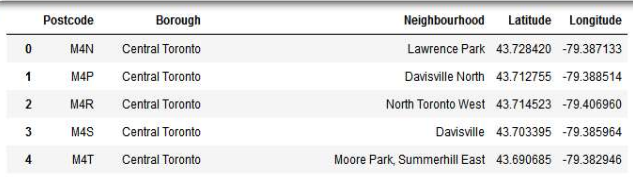 Postcode Borough Neighbourhood Latitude Longitude
0 M4N Central Toronto Lawrence Park 43.728420 -79.387133
1 M4P Central Toronto Davisville North 43.712755 -79.388514
2 M4R Central Toronto North Toronto West 43.714523 -79.406960
3 M4S Central Toronto Davisville 43.703395 -79.385964
4 M4T Central Toronto Moore Park, Summerhill East 43.690685 -79.382946